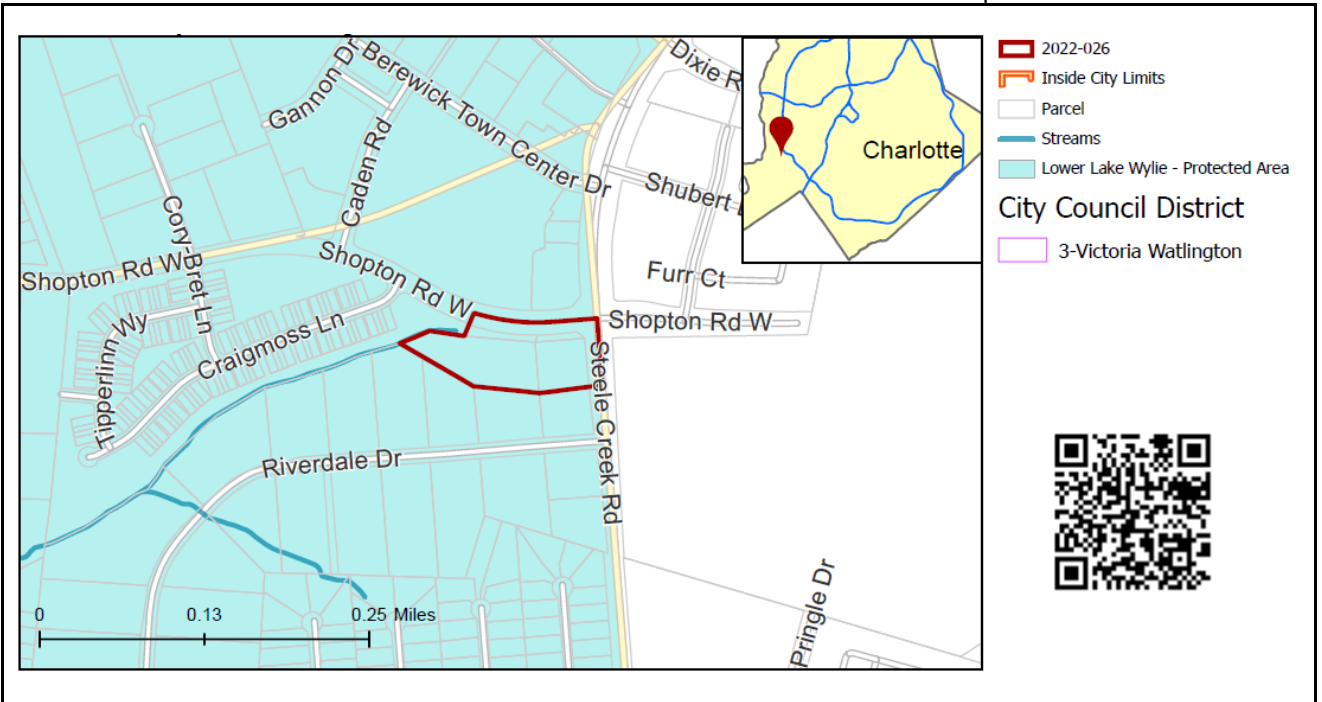 Gannon Dr
Berewick Town Center Dr
Dixie R
Caden Rd
Cory-Bret Ln
Shubert
Shopton Rd W
Shopton Rd W
Furr Ct
Shopton Rd W
Tipperlinn Wy
Craigmoss Ln
Steele Creek Rd
Riverdale Dr
Pringle Dr
0 0.13 0.25 Miles
Charlotte
2022-026
Inside City Limits
Parcel
Streams
Lower Lake Wylie - Protected Area
City Council District
3-Victoria Watlington